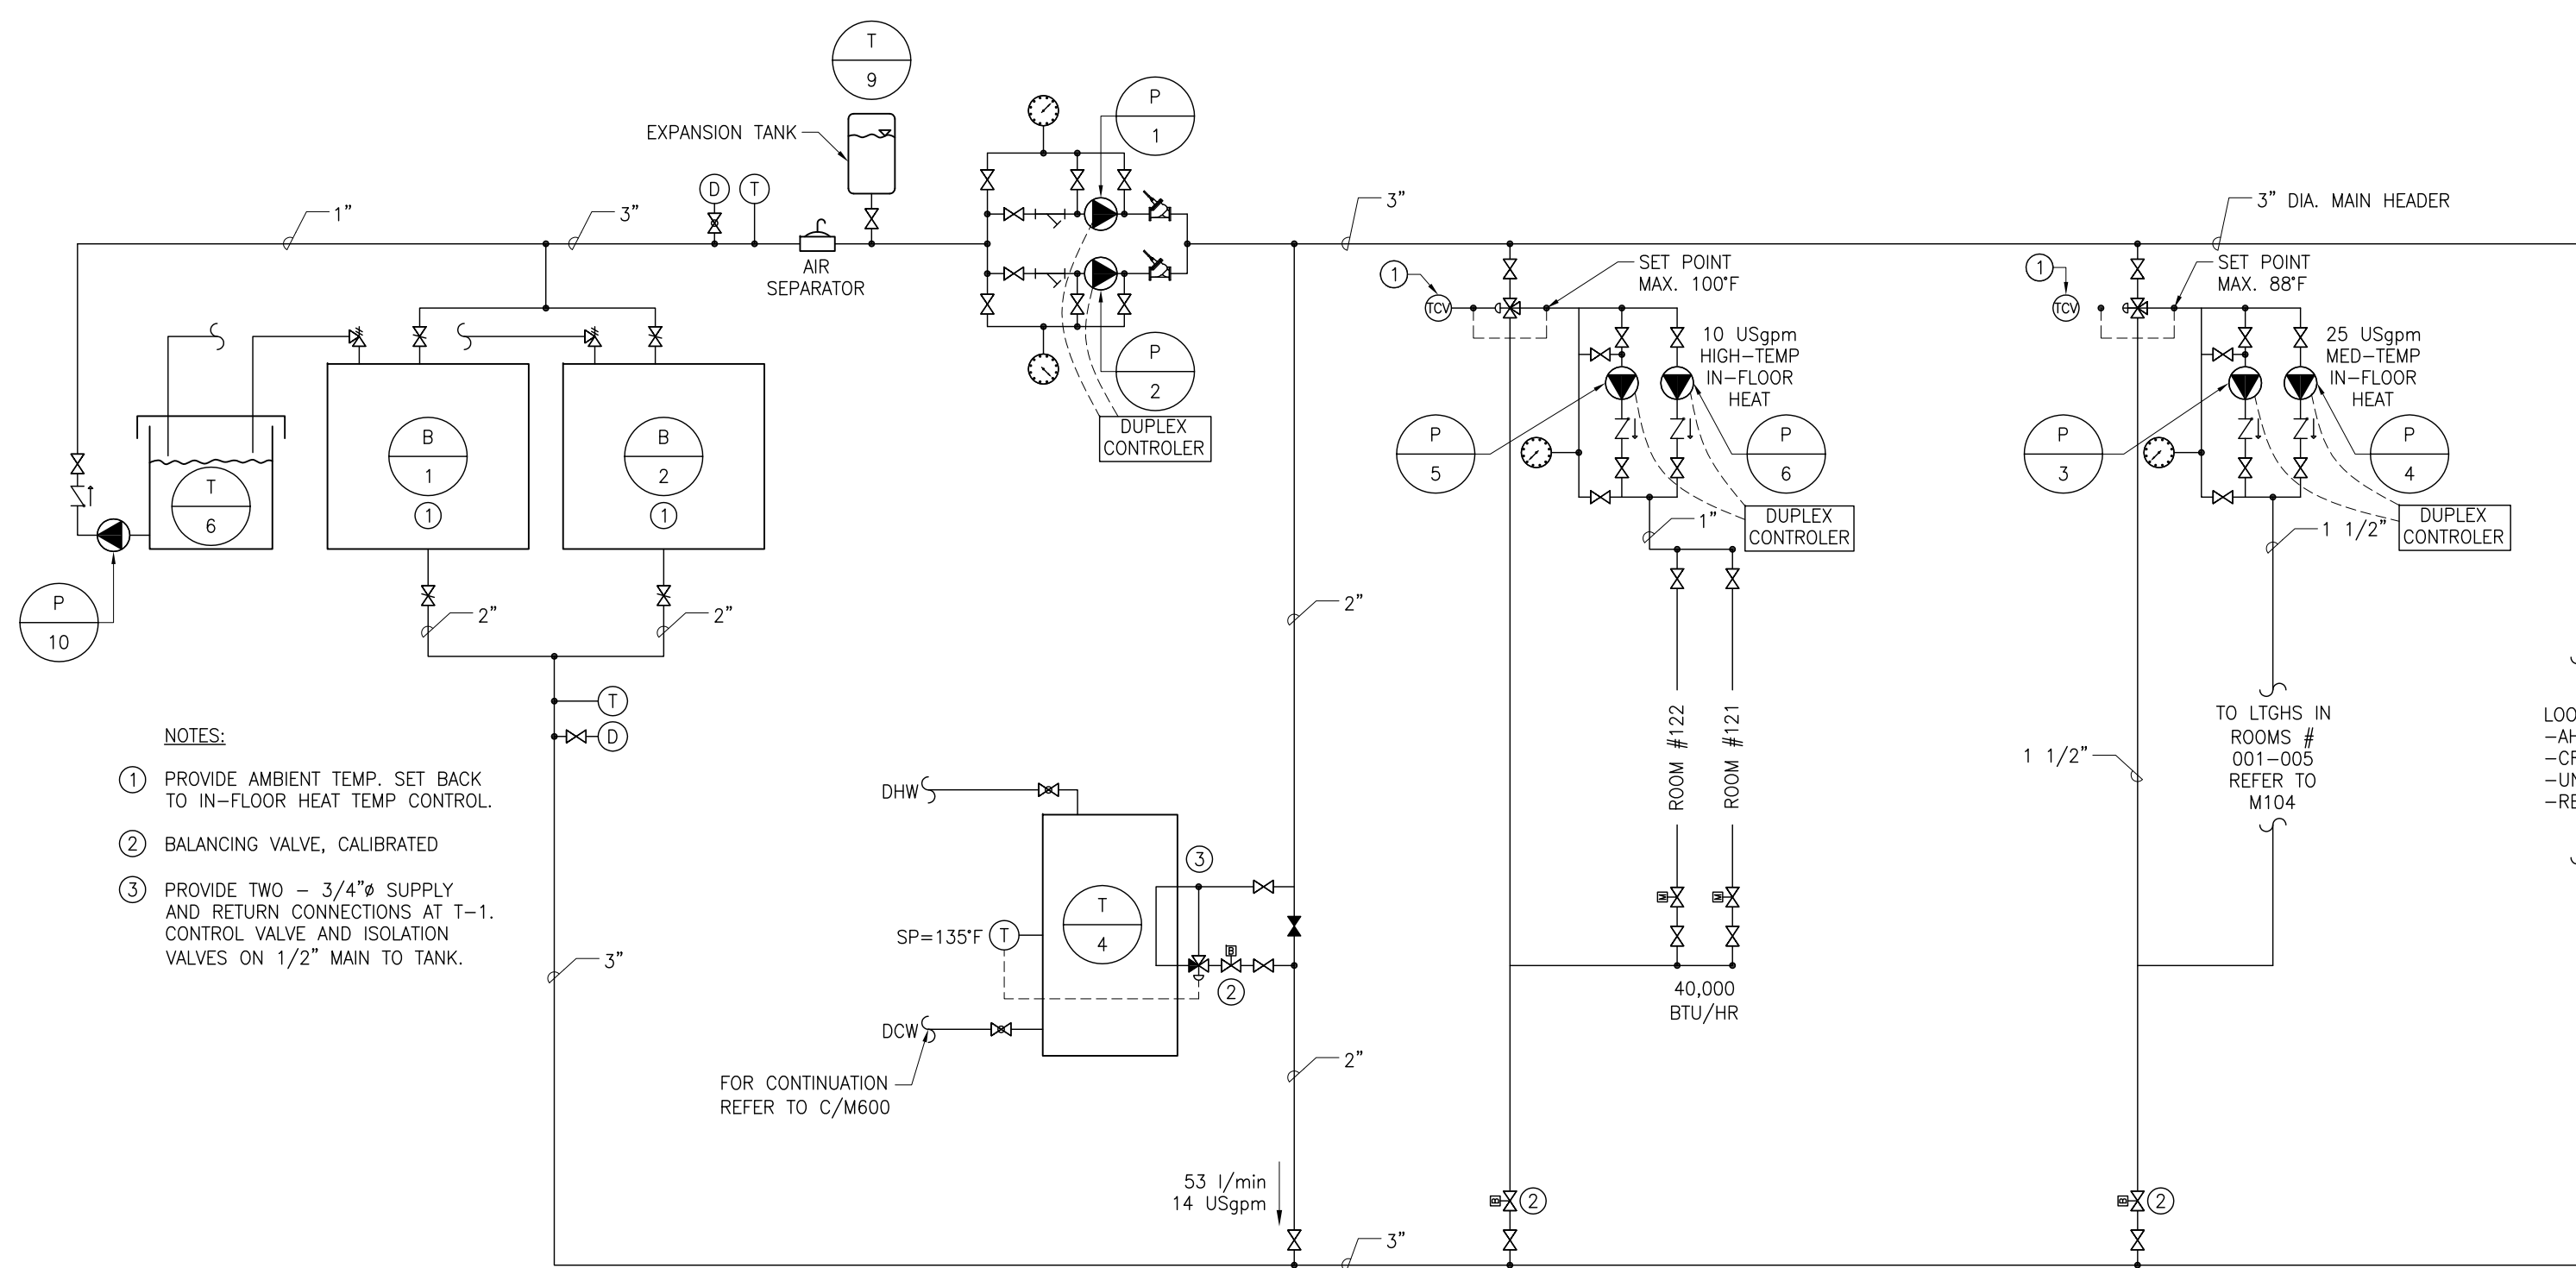 T
9
EXPANSION TANK
P
1
1”
3”
D
T
AIR
SEPARATOR
P
2
DUPLEX
CONTROLER
3”
3” DIA. MAIN HEADER
1
TCV
SET POINT
MAX. 100°F
10 USgpm
HIGH-TEMP
IN-FLOOR
HEAT
P
5
P
6
DUPLEX
CONTROLER
1”
1
TCV
SET POINT
MAX. 88°F
25 USgpm
MED-TEMP
IN-FLOOR
HEAT
P
3
P
4
DUPLEX
CONTROLER
1 1/2”
T
6
B
1
1
B
2
1
P
10
2”
2”
T
D
3”
NOTES:
1 PROVIDE AMBIENT TEMP. SET BACK
TO IN-FLOOR HEAT TEMP CONTROL.
2 BALANCING VALVE, CALIBRATED
3 PROVIDE TWO - 3/4”ø SUPPLY
AND RETURN CONNECTIONS AT T-1.
CONTROL VALVE AND ISOLATION
VALVES ON 1/2” MAIN TO TANK.
2”
DHW
3
T
4
SP=135°F
T
B
2
DCW
FOR CONTINUATION
REFER TO C/M600
2”
53 l/min
14 USgpm
3”
ROOM #122
ROOM #121
M
M
40,000
BTU/HR
B
2
1 1/2”
TO LTGHS IN
ROOMS #
001-005
REFER TO
M104
B
2
LOO
-AH
-CF
-UN
-RE